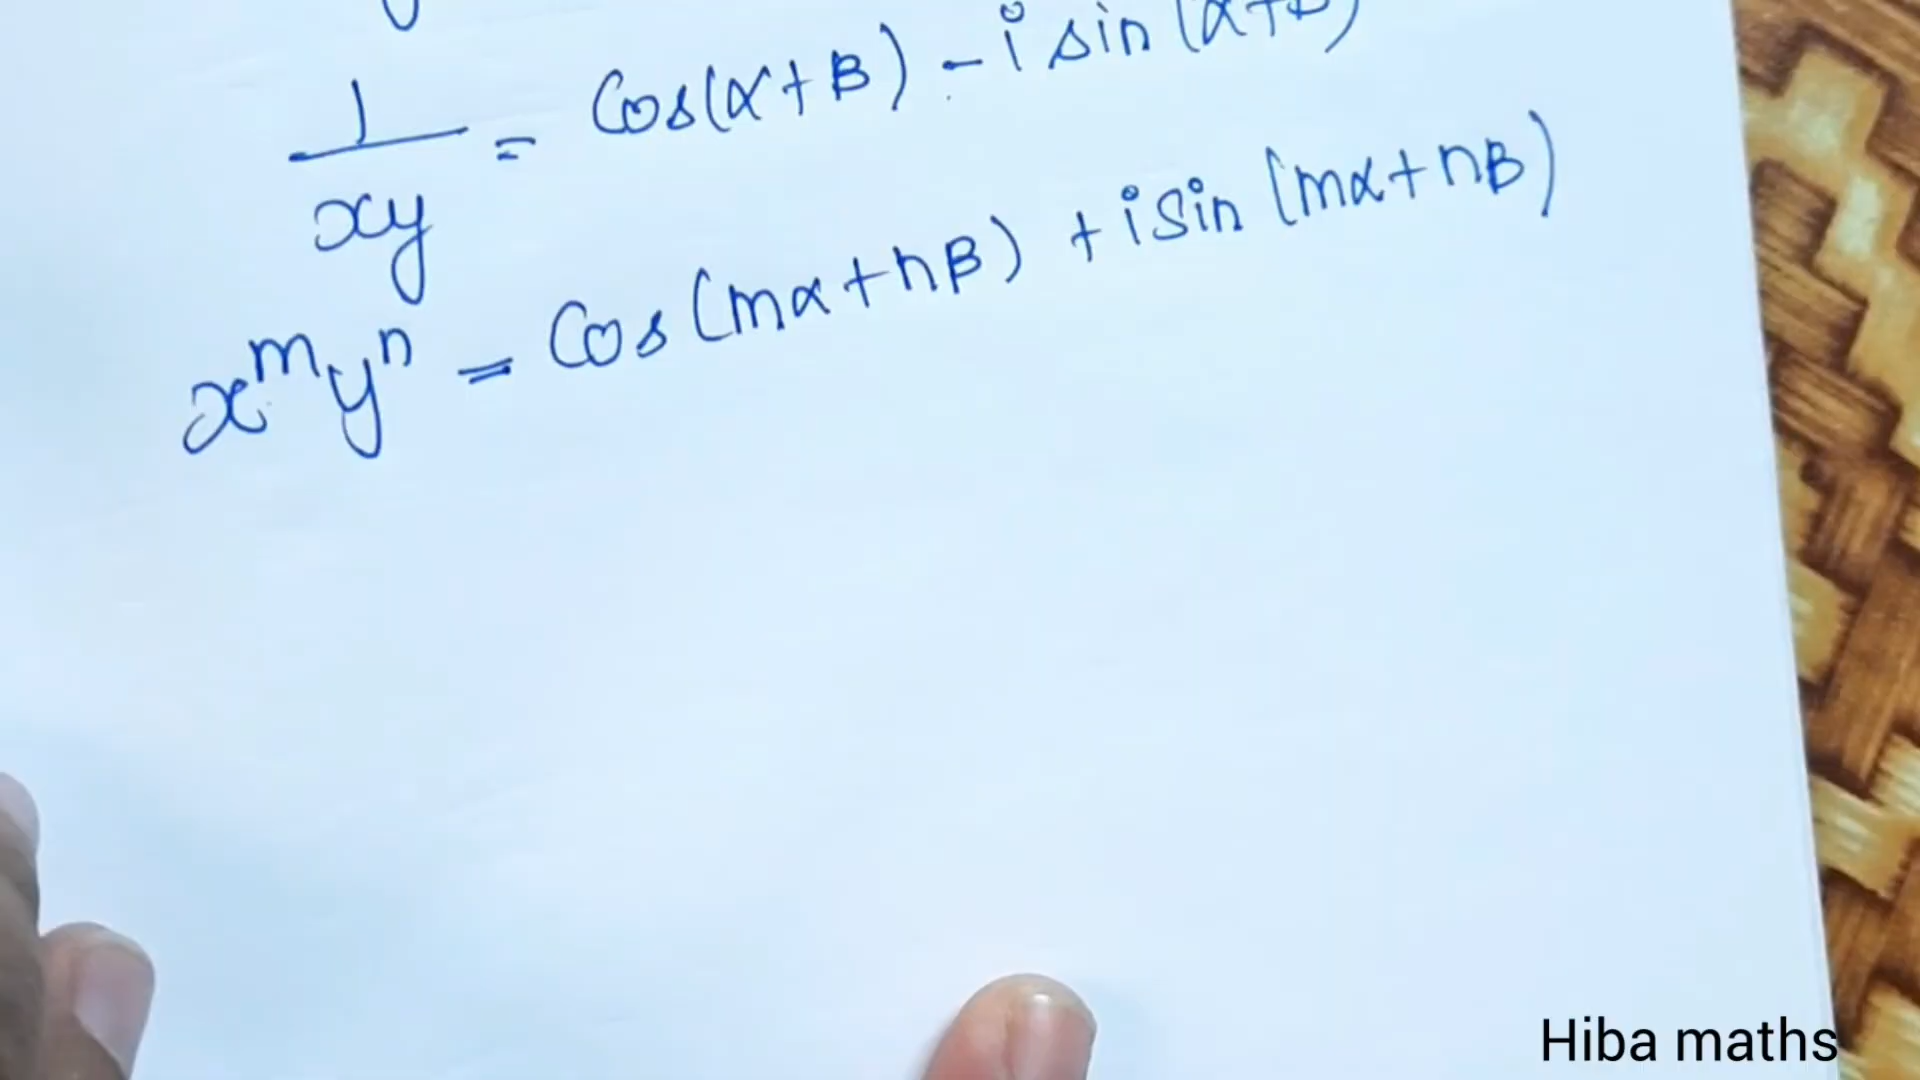 1/xy = Cos(α+β) - i sin (α+β)
x^m y^n = Cos (mα+nβ) + i Sin (mα+nβ)
Hiba maths